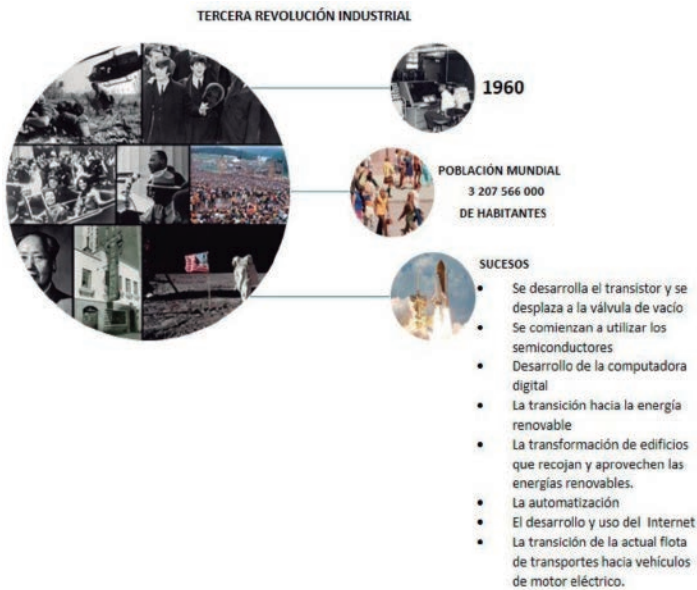 TERCERA REVOLUCIÓN INDUSTRIAL
1960
POBLACIÓN MUNDIAL
3 207 566 000
DE HABITANTES
SUCESOS
• Se desarrolla el transistor y se
desplaza a la válvula de vacío
• Se comienzan a utilizar los
semiconductores
• Desarrollo de la computadora
digital
• La transición hacia la energía
renovable
• La transformación de edificios
que recojan y aprovechen las
energías renovables.
• La automatización
• El desarrollo y uso del Internet
• La transición de la actual flota
de transportes hacia vehículos
de motor eléctrico.